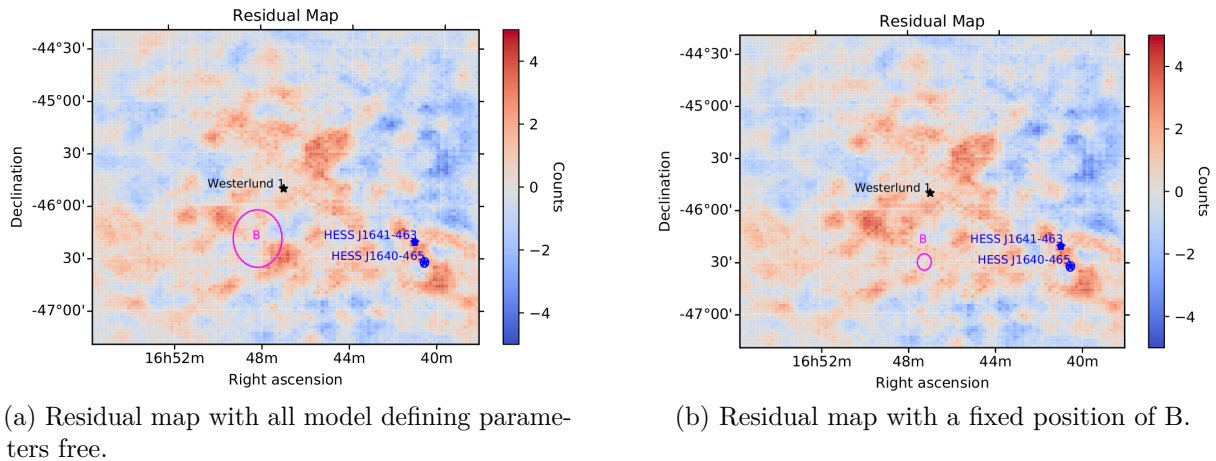 Residual Map
-44°30'
-45°00'
30'
-46°00'
30'
-47°00'
Declination
Westerlund 1
B
HESS J1641-463
HESS J1640-465
16h52m
48m
44m
40m
Right ascension
4
2
0
−2
−4
Counts
(a) Residual map with all model defining parame-
ters free.
Residual Map
-44°30'
-45°00'
30'
-46°00'
30'
-47°00'
Declination
Westerlund 1
B
HESS J1641-463
HESS J1640-465
16h52m
48m
44m
40m
Right ascension
4
2
0
−2
−4
Counts
(b) Residual map with a fixed position of B.